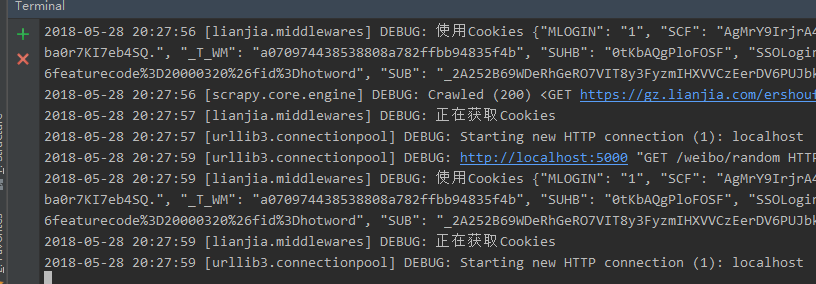 Terminal
2018-05-28 20:27:56 [lianjia.middlewares] DEBUG: 使用Cookies {"MLOGIN": "1", "SCF": "AgMrY9IrjrA4
ba0r7KI7eb4SQ.", "_T_WM": "a070974438538808a782ffbb94835f4b", "SUHB": "0tKbAQgPloFOSF", "SSOLogin
6featurecode%3D20000320%26fid%3Dhotword", "SUB": "_2A252B69WDeRhGeRO7VIT8y3FyzmIHXVVCzEerDV6PUJbk
2018-05-28 20:27:56 [scrapy.core.engine] DEBUG: Crawled (200) <GET https://gz.lianjia.com/ershouf
2018-05-28 20:27:57 [lianjia.middlewares] DEBUG: 正在获取Cookies
2018-05-28 20:27:57 [urllib3.connectionpool] DEBUG: Starting new HTTP connection (1): localhost
2018-05-28 20:27:59 [urllib3.connectionpool] DEBUG: http://localhost:5000 "GET /weibo/random HTTP
2018-05-28 20:27:59 [lianjia.middlewares] DEBUG: 使用Cookies {"MLOGIN": "1", "SCF": "AgMrY9IrjrA4
ba0r7KI7eb4SQ.", "_T_WM": "a070974438538808a782ffbb94835f4b", "SUHB": "0tKbAQgPloFOSF", "SSOLogin
6featurecode%3D20000320%26fid%3Dhotword", "SUB": "_2A252B69WDeRhGeRO7VIT8y3FyzmIHXVVCzEerDV6PUJbk
2018-05-28 20:27:59 [lianjia.middlewares] DEBUG: 正在获取Cookies
2018-05-28 20:27:59 [urllib3.connectionpool] DEBUG: Starting new HTTP connection (1): localhost